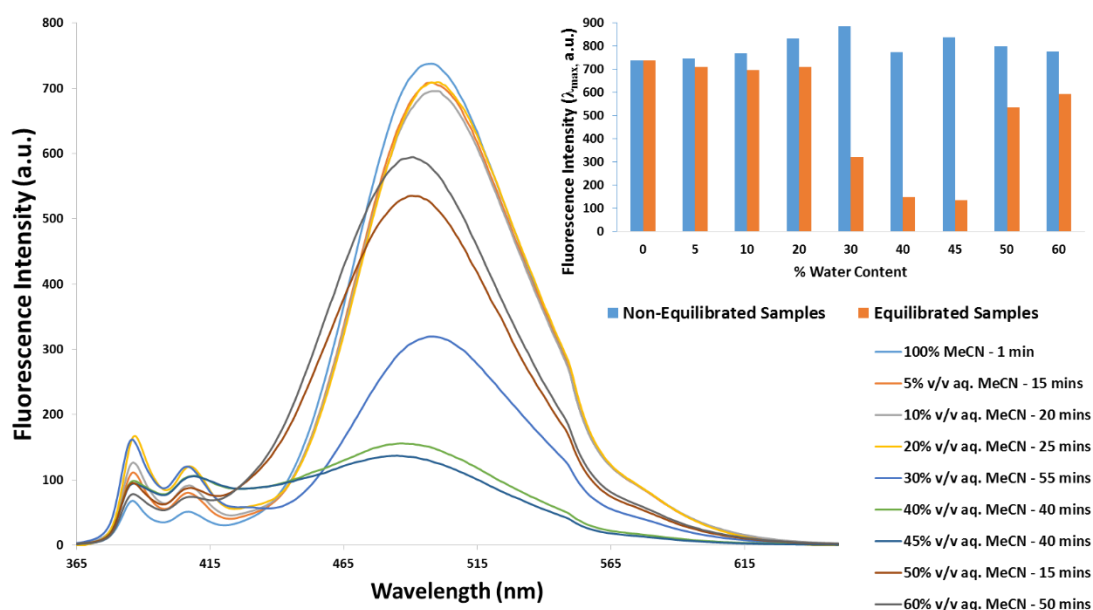 Fluorescence Intensity (a.u.)
800
700
600
500
400
300
200
100
0
365
415
465
515
565
615
Wavelength (nm)
Fluorescence Intensity (λmax, a.u.)
900
800
700
600
500
400
300
200
100
0
0
5
10
20
30
40
45
50
60
% Water Content
Non-Equilibrated Samples
Equilibrated Samples
100% MeCN - 1 min
5% v/v aq. MeCN - 15 mins
10% v/v aq. MeCN - 20 mins
20% v/v aq. MeCN - 25 mins
30% v/v aq. MeCN - 55 mins
40% v/v aq. MeCN - 40 mins
45% v/v aq. MeCN - 40 mins
50% v/v aq. MeCN - 15 mins
60% v/v aq. MeCN - 50 mins